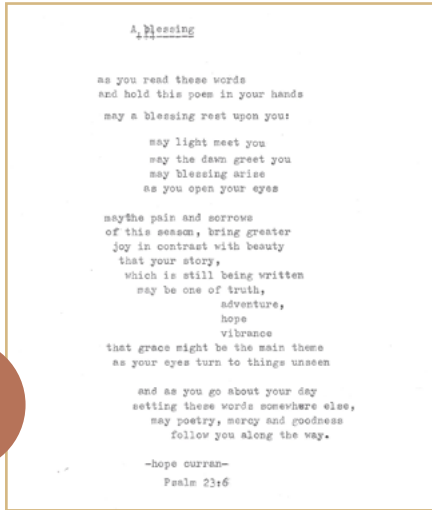 A blessing
as you read these words
and hold this poem in your hands
may a blessing rest upon you:
may light meet you
may the dawn greet you
may blessing arise
as you open your eyes
maythe pain and sorrows
of this season, bring greater
joy in contrast with beauty
that your story,
which is still being written
may be one of truth,
adventure,
hope
vibrance
that grace might be the main theme
as your eyes turn to things unseen
and as you go about your day
setting these words somewhere else,
may poetry, mercy and goodness
follow you along the way.
—hope curran—
Psalm 23:6